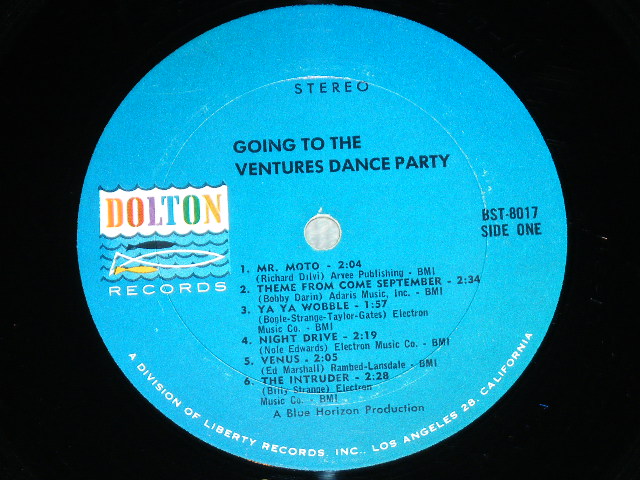 STEREO
GOING TO THE
VENTURES DANCE PARTY
DOLTON
RECORDS
BST-8017
SIDE ONE
1. MR. MOTO - 2:04
(Richard Dilvi) Arvee Publishing - BMI
2. THEME FROM COME SEPTEMBER - 2:34
(Bobby Darin) Adaris Music, Inc. - BMI
3. YA YA WOBBLE - 1:57
(Bogle-Strange-Taylor-Gates) Electron
Music Co. - BMI
4. NIGHT DRIVE - 2:19
(Nole Edwards) Electron Music Co. - BMI
5. VENUS - 2:05
(Ed Marshall) Rambed-Lansdale - BMI
6. THE INTRUDER - 2:28
(Billy Strange) Electron
Music Co. - BMI
A Blue Horizon Production
A DIVISION OF LIBERTY RECORDS, INC., LOS ANGELES 28, CALIFORNIA